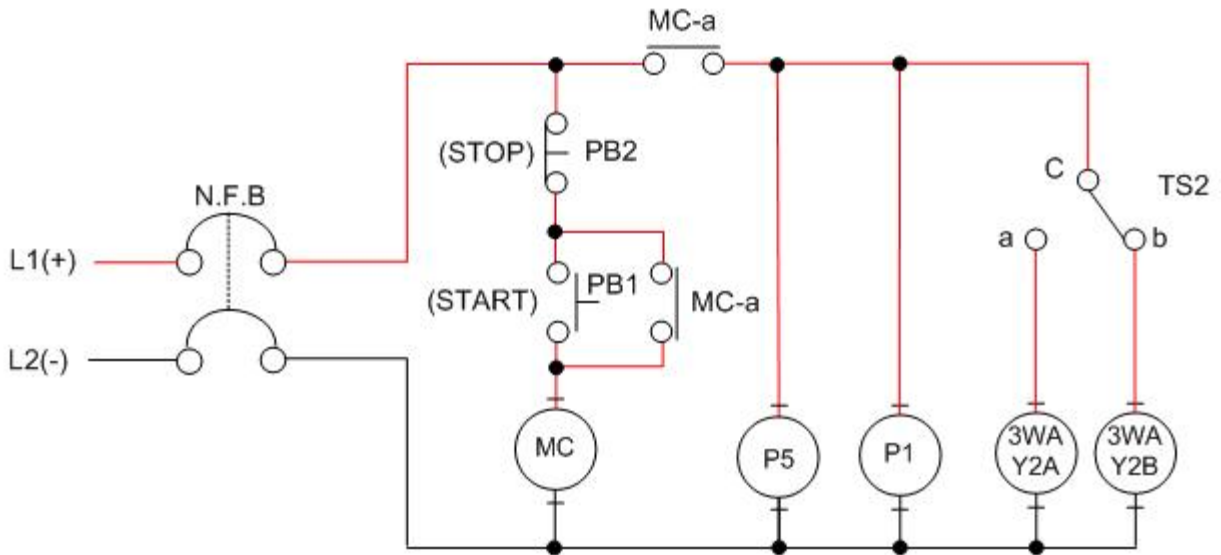 MC-a
(STOP)
PB2
C
TS2
N.F.B
a
b
L1(+)
PB1
(START)
MC-a
L2(-)
MC
P5
P1
3WA
Y2A
3WA
Y2B